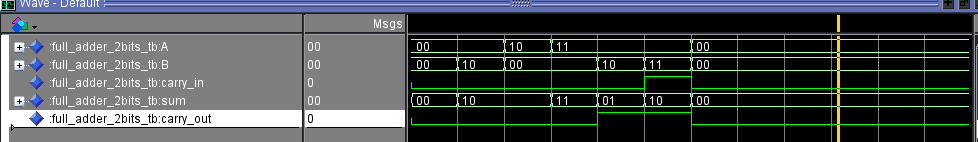 Wave - Default
Msgs
:full_adder_2bits_tb:A 00 00 10 11 00
:full_adder_2bits_tb:B 00 00 10 00 10 11 00
:full_adder_2bits_tb:carry_in 0
:full_adder_2bits_tb:sum 00 00 10 11 01 10 00
:full_adder_2bits_tb:carry_out 0